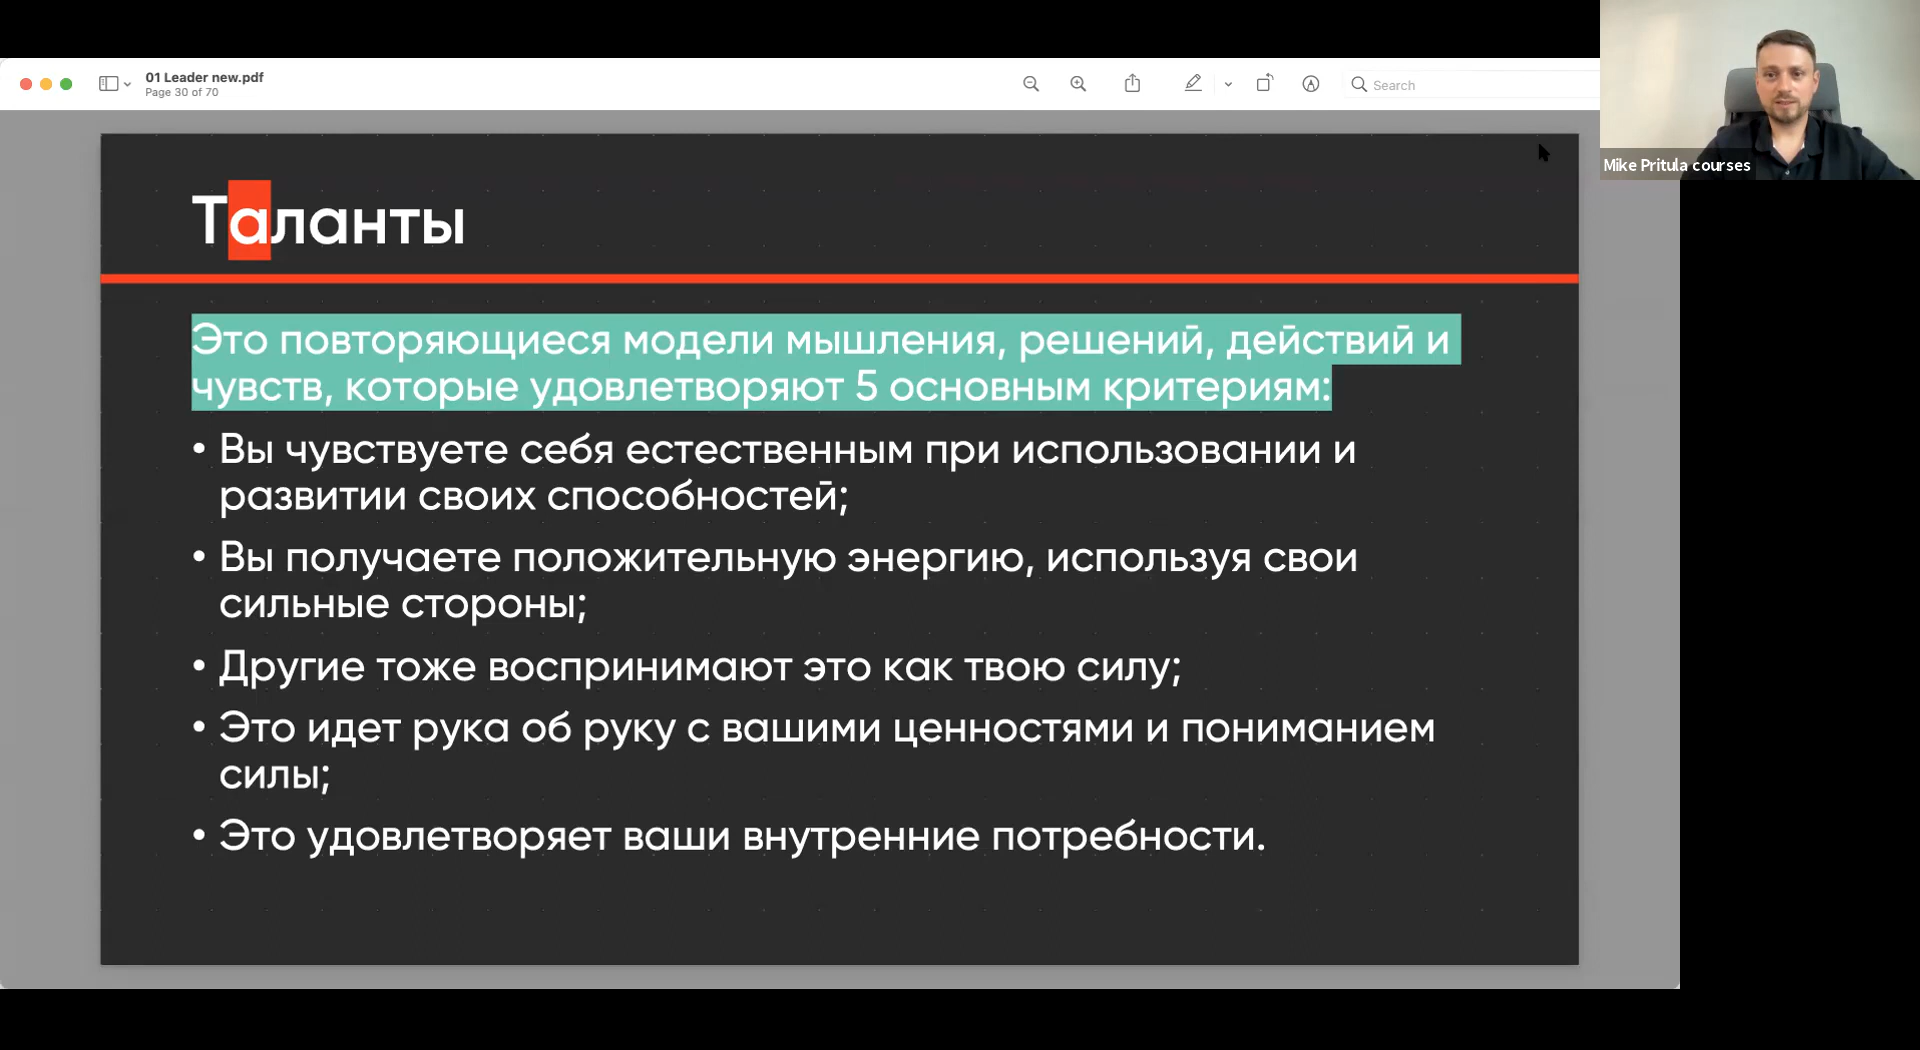 01 Leader new.pdf
Page 30 of 70
Search
Mike Pritula courses
Таланты
Это повторяющиеся модели мышления, решений, действий и
чувств, которые удовлетворяют 5 основным критериям:
• Вы чувствуете себя естественным при использовании и
развитии своих способностей;
• Вы получаете положительную энергию, используя свои
сильные стороны;
• Другие тоже воспринимают это как твою силу;
• Это идет рука об руку с вашими ценностями и пониманием
силы;
• Это удовлетворяет ваши внутренние потребности.